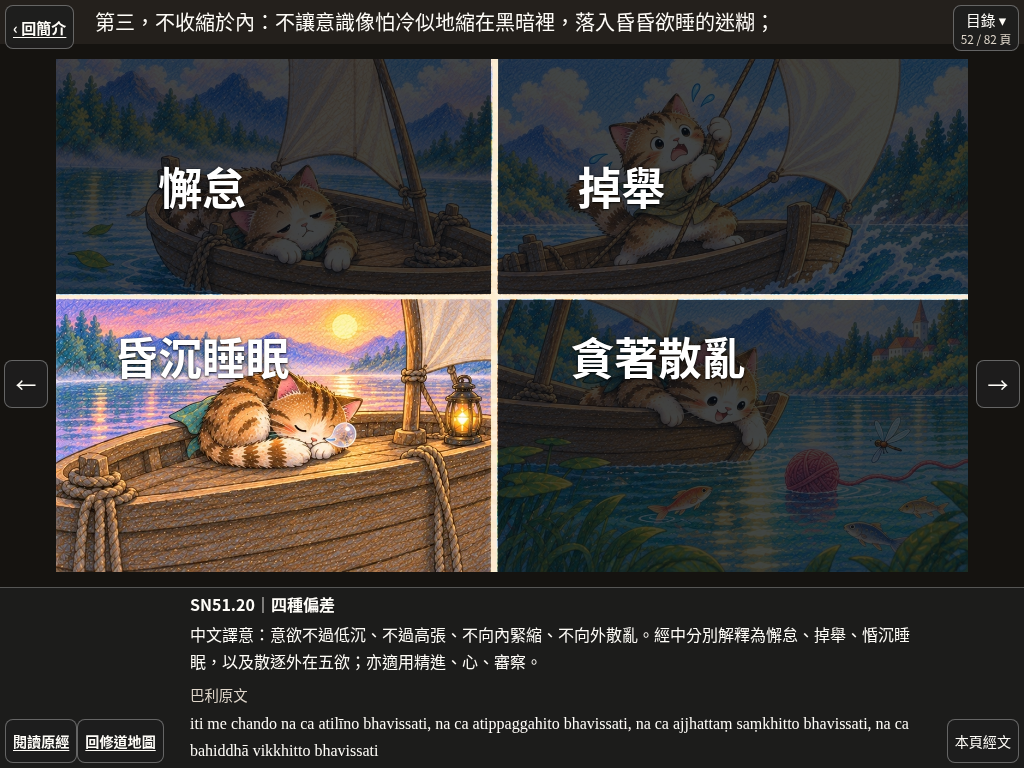 ‹ 回簡介
第三，不收縮於內：不讓意識像怕冷似地縮在黑暗裡，落入昏昏欲睡的迷糊；
目錄 ▾
52 / 82 頁
懈怠
掉舉
昏沉睡眠
貪著散亂
←
→
SN51.20｜四種偏差
中文譯意：意欲不過低沉、不過高張、不向內緊縮、不向外散亂。經中分別解釋為懈怠、掉舉、惛沉睡
眠，以及散逐外在五欲；亦適用精進、心、審察。
巴利原文
iti me chando na ca atilīno bhavissati, na ca atippaggahito bhavissati, na ca ajjhattaṃ saṃkhitto bhavissati, na ca
bahiddhā vikkhitto bhavissati
閱讀原經
回修道地圖
本頁經文